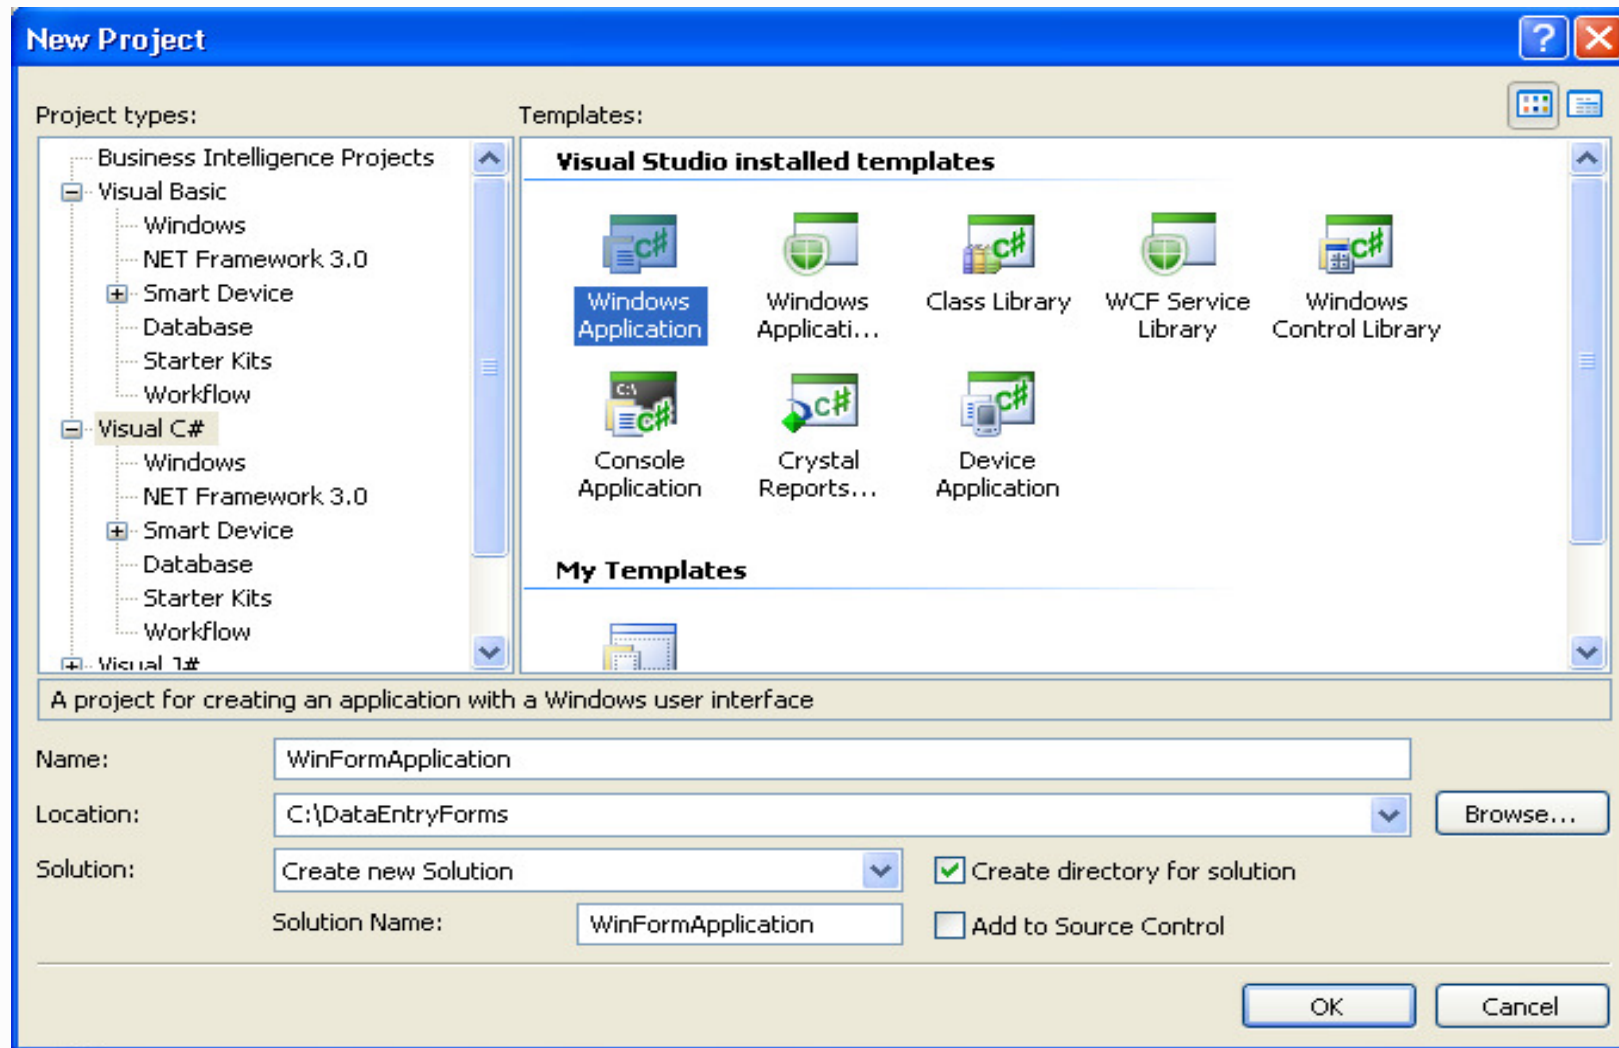 New Project
Project types:
Templates:
Business Intelligence Projects
Visual Basic
Windows
NET Framework 3.0
Smart Device
Database
Starter Kits
Workflow
Visual C#
Windows
NET Framework 3.0
Smart Device
Database
Starter Kits
Workflow
Visual J#
Visual Studio installed templates
Windows
Application
Windows
Applicati...
Class Library
WCF Service
Library
Windows
Control Library
Console
Application
Crystal
Reports...
Device
Application
My Templates
A project for creating an application with a Windows user interface
Name:
WinFormApplication
Location:
C:\DataEntryForms
Browse...
Solution:
Create new Solution
Create directory for solution
Solution Name:
WinFormApplication
Add to Source Control
OK
Cancel